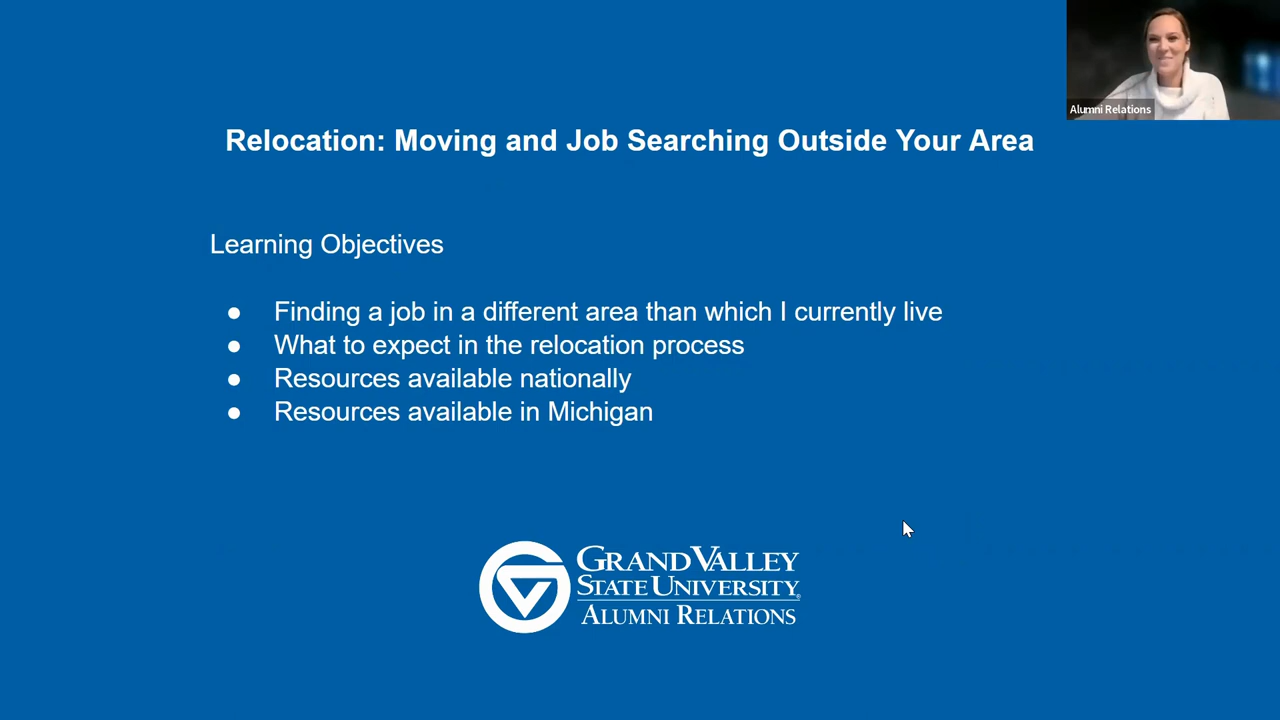 Alumni Relations
Relocation: Moving and Job Searching Outside Your Area
Learning Objectives
● Finding a job in a different area than which I currently live
● What to expect in the relocation process
● Resources available nationally
● Resources available in Michigan
GRAND VALLEY
STATE UNIVERSITY®
ALUMNI RELATIONS